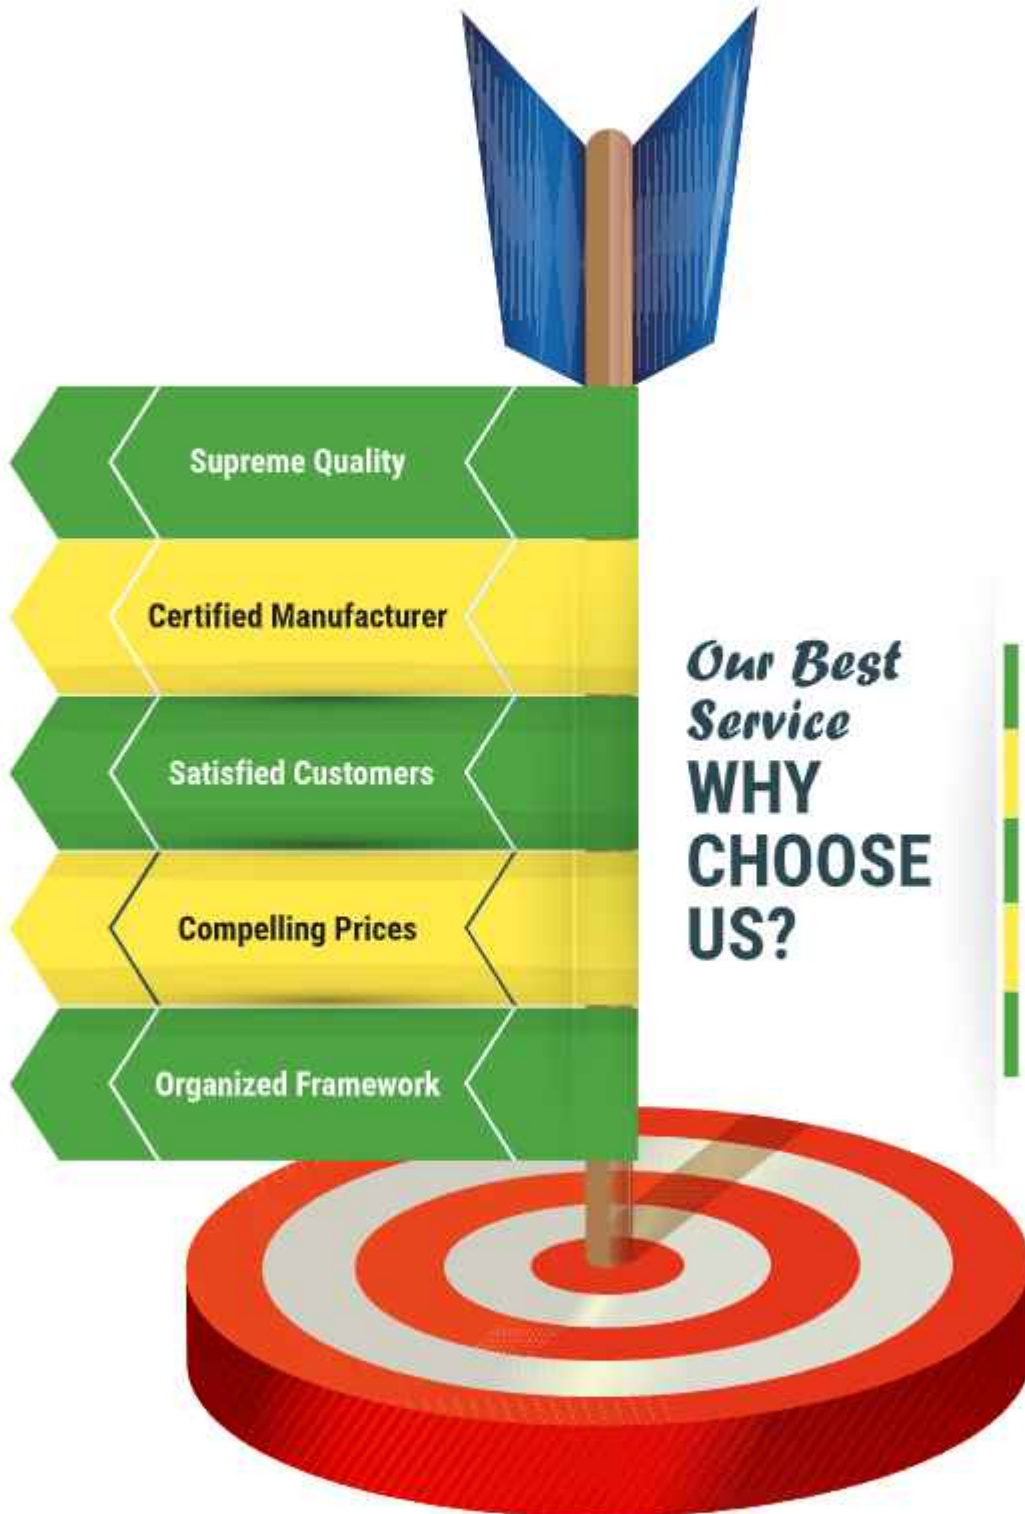 Supreme Quality
Certified Manufacturer
Satisfied Customers
Compelling Prices
Organized Framework
Our Best
Service
WHY
CHOOSE
US?